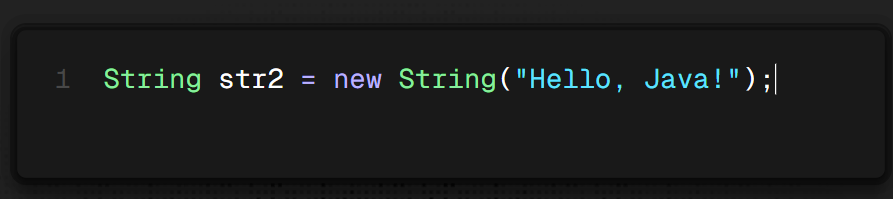 1 String str2 = new String("Hello, Java!");